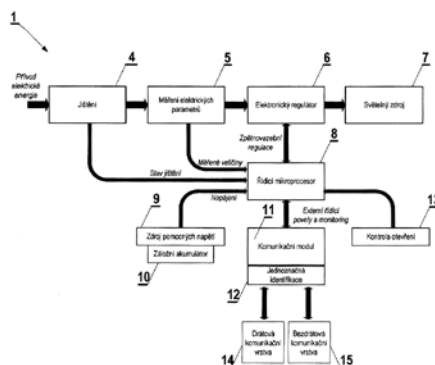 1
4
5
6
7
Přívod
elektrické
energie
Jištění
Měření elektrických
parametrů
Elektronický regulátor
Světelný zdroj
Zpětnovazební
regulace
8
Měřené veličiny
Stav jištění
Řídicí mikroprocesor
Napájení
9
11
Externí řídicí
povely a monitoring
13
Zdroj pomocných napětí
Záložní akumulátor
10
Komunikační modul
Kontrola otevření
Jednoznačná
identifikace
12
Drátová
komunikační
vrstva
Bezdrátová
komunikační
vrstva
14
15